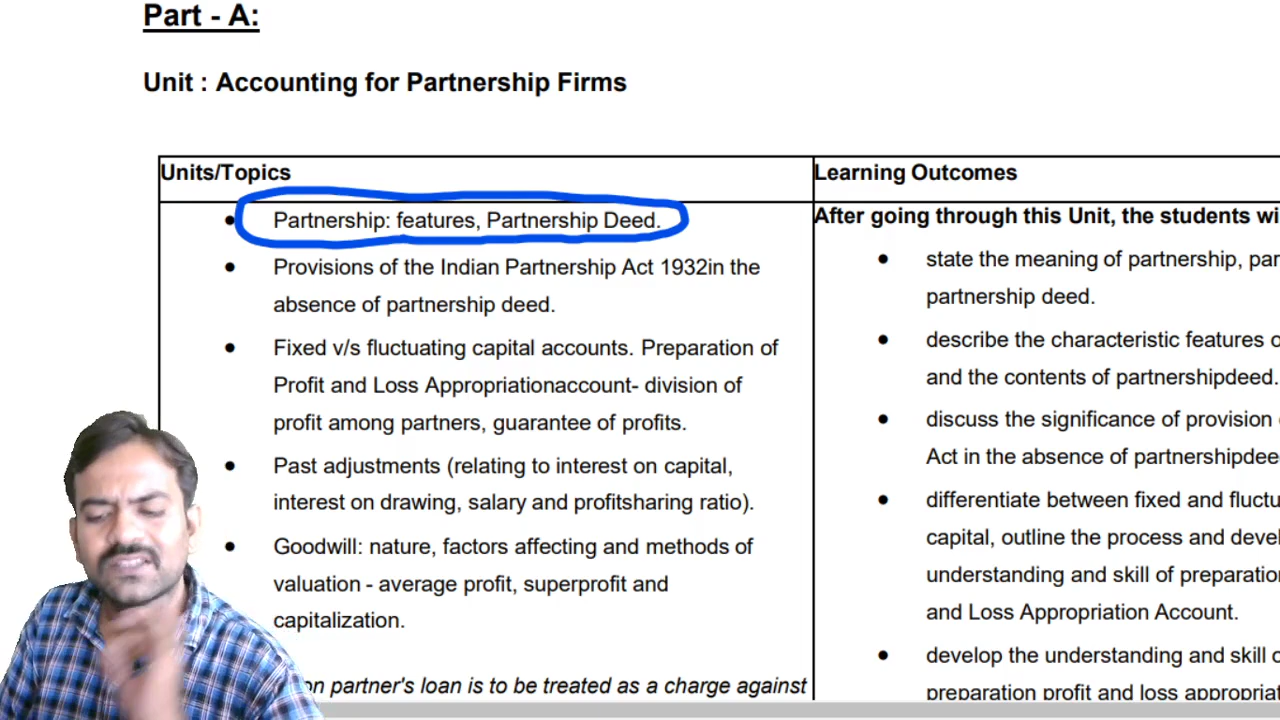 Part - A:
Unit : Accounting for Partnership Firms
Units/Topics
Partnership: features, Partnership Deed.
Provisions of the Indian Partnership Act 1932in the
absence of partnership deed.
Fixed v/s fluctuating capital accounts. Preparation of
Profit and Loss Appropriationaccount- division of
profit among partners, guarantee of profits.
Past adjustments (relating to interest on capital,
interest on drawing, salary and profitsharing ratio).
Goodwill: nature, factors affecting and methods of
valuation - average profit, superprofit and
capitalization.
on partner's loan is to be treated as a charge against
Learning Outcomes
After going through this Unit, the students
state the meaning of partnership,
partnership deed.
describe the characteristic features
and the contents of partnershipdeed.
discuss the significance of provision
Act in the absence of
differentiate between fixed and
capital, outline the process and
understanding and skill of
and Loss Appropriation Account.
develop the understanding and skill
preparation profit and loss